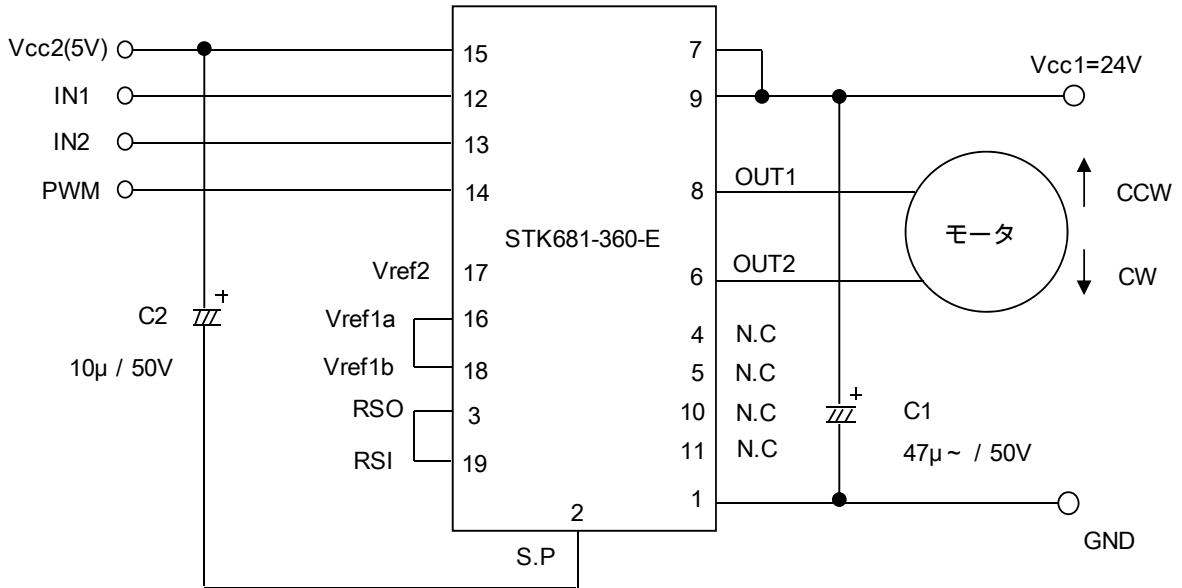 Vcc2(5V)
IN1
IN2
PWM
15
12
13
14
STK681-360-E
Vref2
17
Vref1a
16
Vref1b
18
RSO
3
RSI
19
2
S.P
C2
+
10μ / 50V
7
9
Vcc1=24V
8
OUT1
6
OUT2
モータ
CCW
CW
4
N.C
5
N.C
10
N.C
11
N.C
1
+
C1
47μ~ / 50V
GND